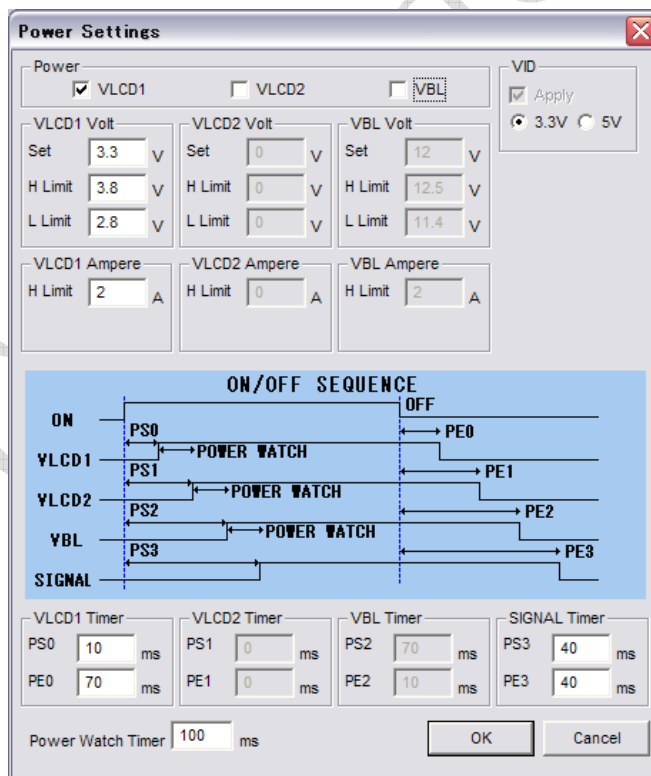 Power Settings
Power
VLCD1 VLCD2 VBL
VID
Apply
3.3V 5V
VLCD1 Volt
Set 3.3 V
H Limit 3.8 V
L Limit 2.8 V
VLCD2 Volt
Set 0 V
H Limit 0 V
L Limit 0 V
VBL Volt
Set 12 V
H Limit 12.5 V
L Limit 11.4 V
VLCD1 Ampere
H Limit 2 A
VLCD2 Ampere
H Limit 0 A
VBL Ampere
H Limit 2 A
ON/OFF SEQUENCE
ON OFF
PS0 PE0
VLCD1 POWER WATCH
PS1 PE1
VLCD2 POWER WATCH
PS2 PE2
VBL POWER WATCH
PS3 PE3
SIGNAL
VLCD1 Timer
PS0 10 ms
PE0 70 ms
VLCD2 Timer
PS1 0 ms
PE1 0 ms
VBL Timer
PS2 70 ms
PE2 10 ms
SIGNAL Timer
PS3 40 ms
PE3 40 ms
Power Watch Timer 100 ms
OK Cancel